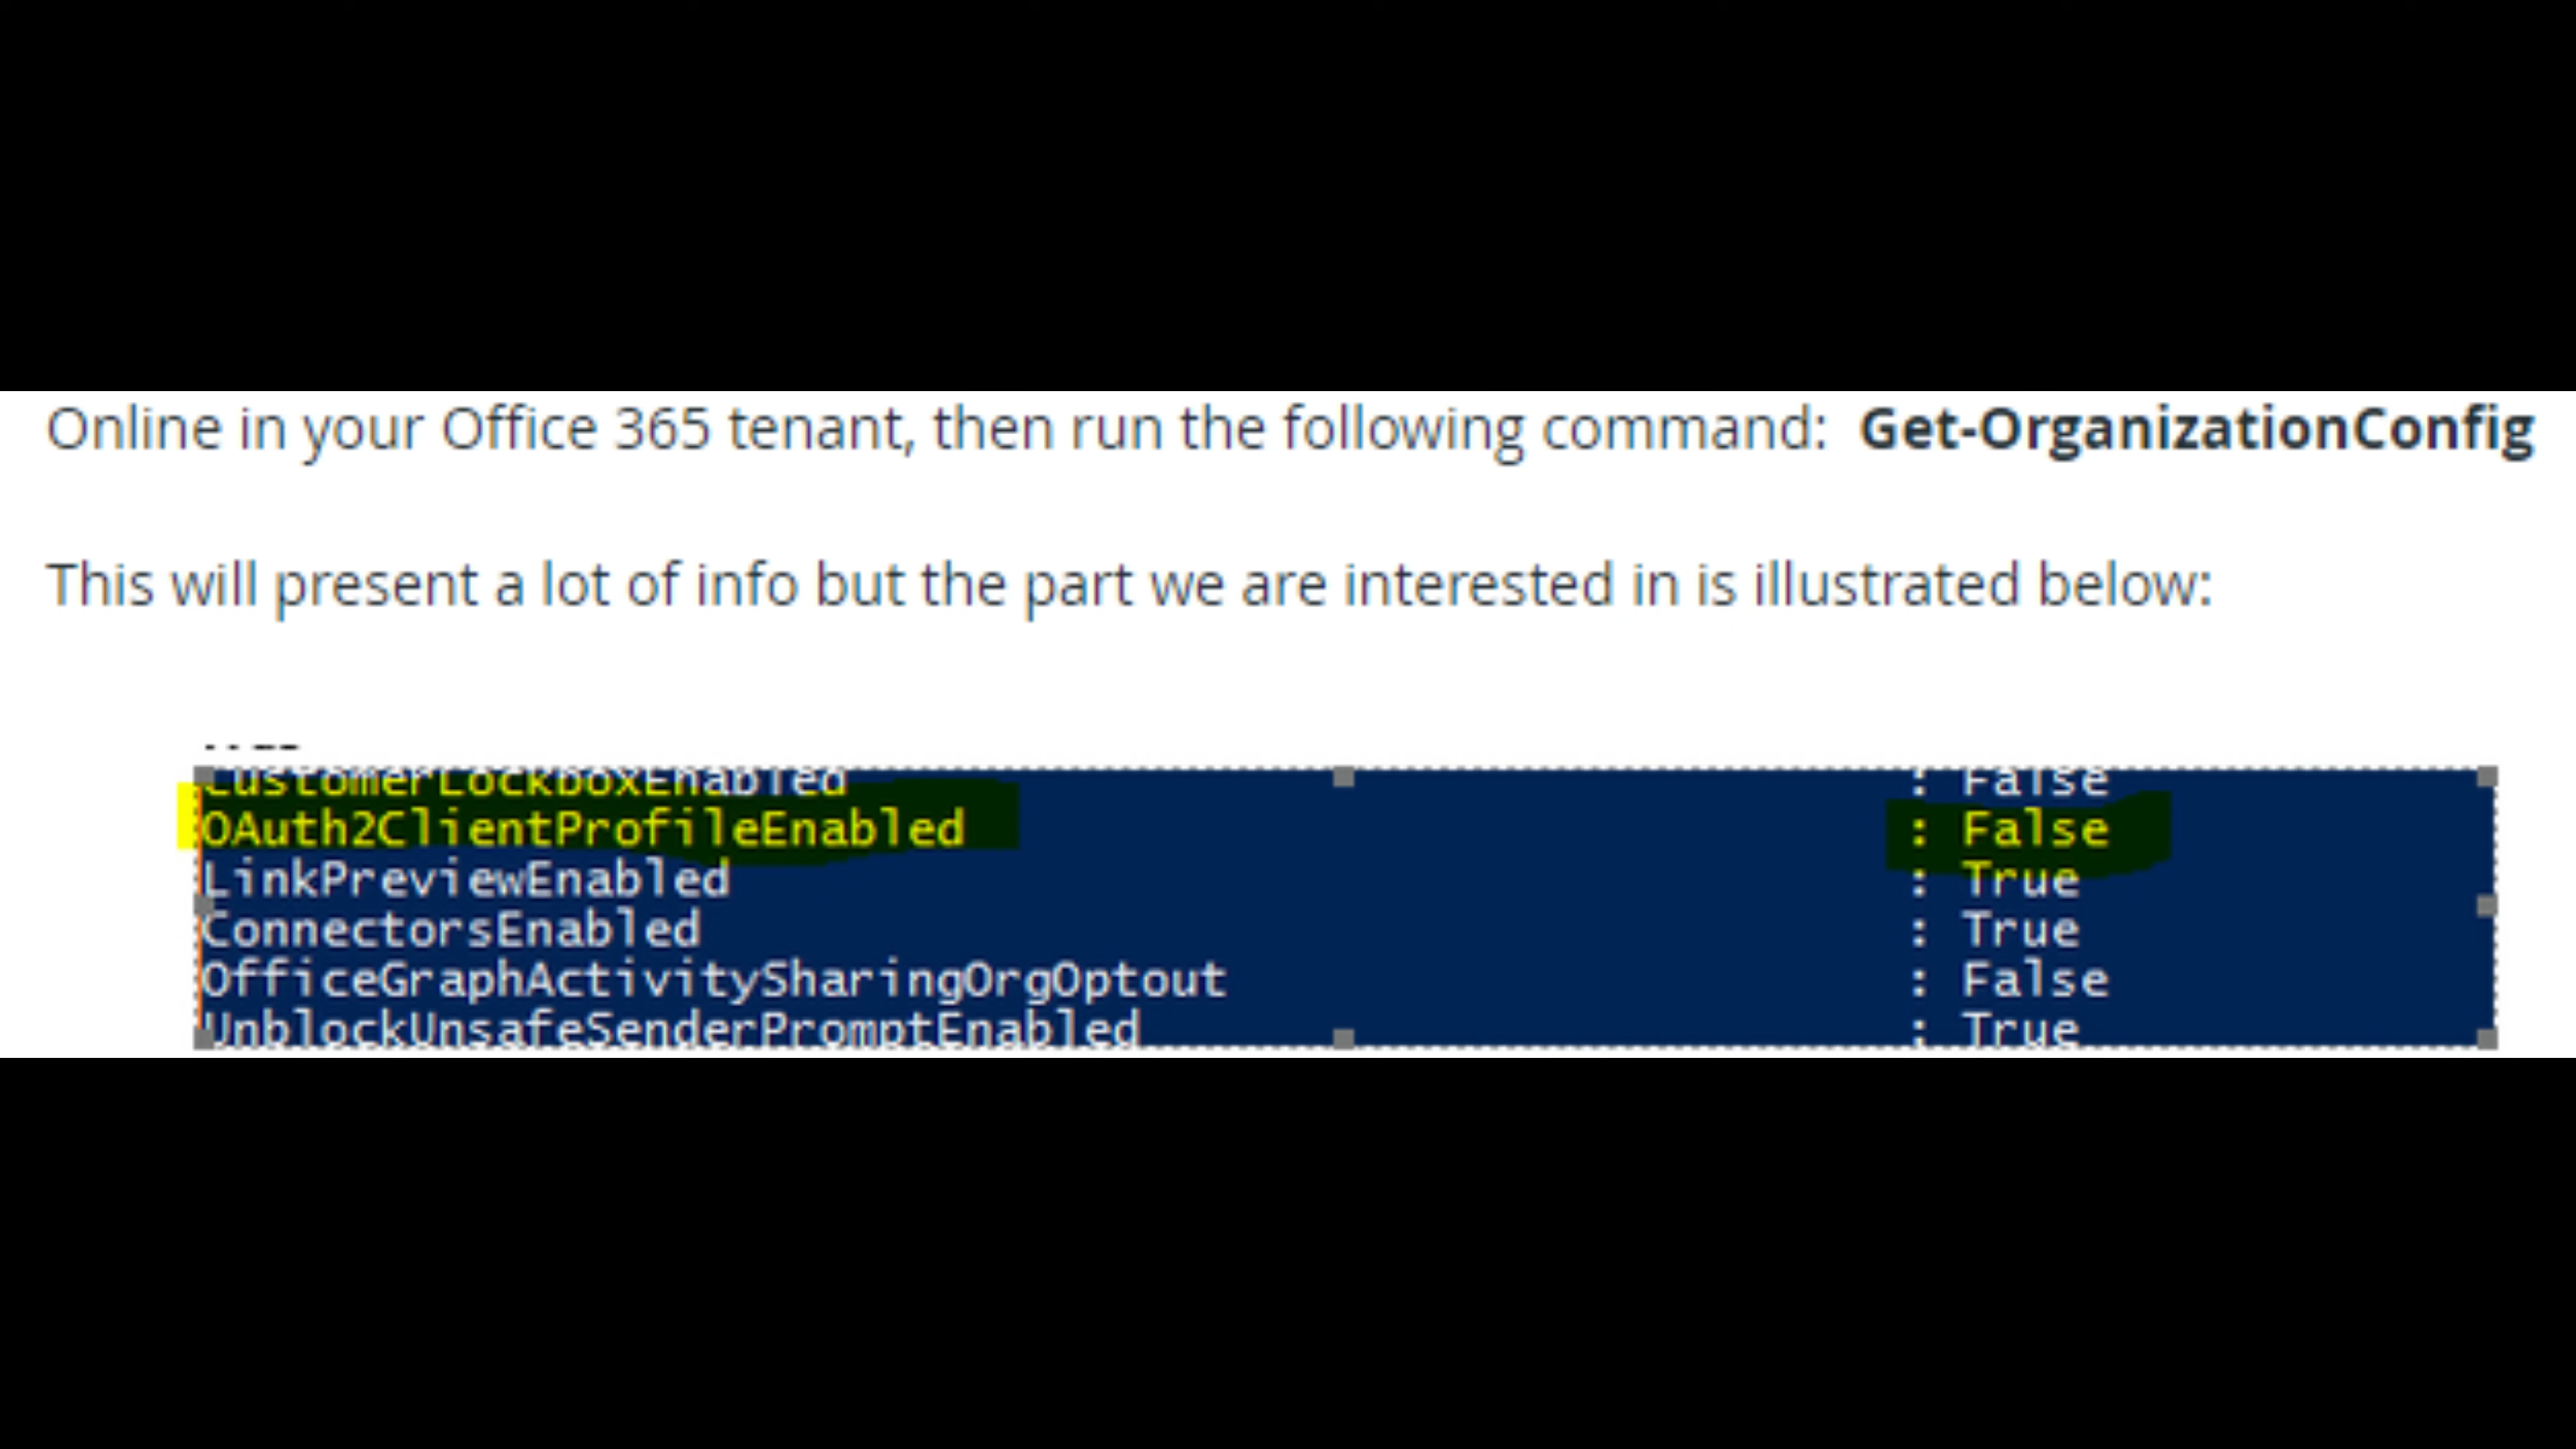 Online in your Office 365 tenant, then run the following command: Get-OrganizationConfig
This will present a lot of info but the part we are interested in is illustrated below:
CustomerLockboxEnabled : False
OAuth2ClientProfileEnabled : False
LinkPreviewEnabled : True
ConnectorsEnabled : True
OfficeGraphActivitySharingOrgOptout : False
UnblockUnsafeSenderPromptEnabled : True